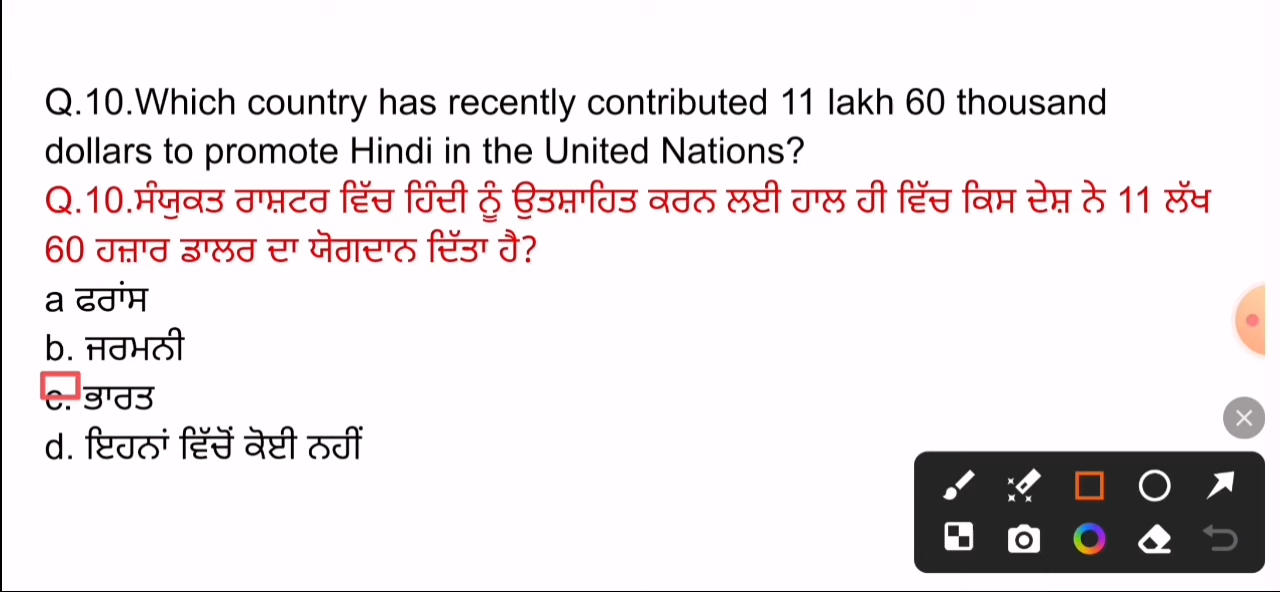 Q.10.Which country has recently contributed 11 lakh 60 thousand
dollars to promote Hindi in the United Nations?
Q.10.ਸੰਯੁਕਤ ਰਾਸ਼ਟਰ ਵਿੱਚ ਹਿੰਦੀ ਨੂੰ ਉਤਸ਼ਾਹਿਤ ਕਰਨ ਲਈ ਹਾਲ ਹੀ ਵਿੱਚ ਕਿਸ ਦੇਸ਼ ਨੇ 11 ਲੱਖ
60 ਹਜ਼ਾਰ ਡਾਲਰ ਦਾ ਯੋਗਦਾਨ ਦਿੱਤਾ ਹੈ?
a ਫਰਾਂਸ
b. ਜਰਮਨੀ
c. ਭਾਰਤ
d. ਇਹਨਾਂ ਵਿੱਚੋਂ ਕੋਈ ਨਹੀਂ